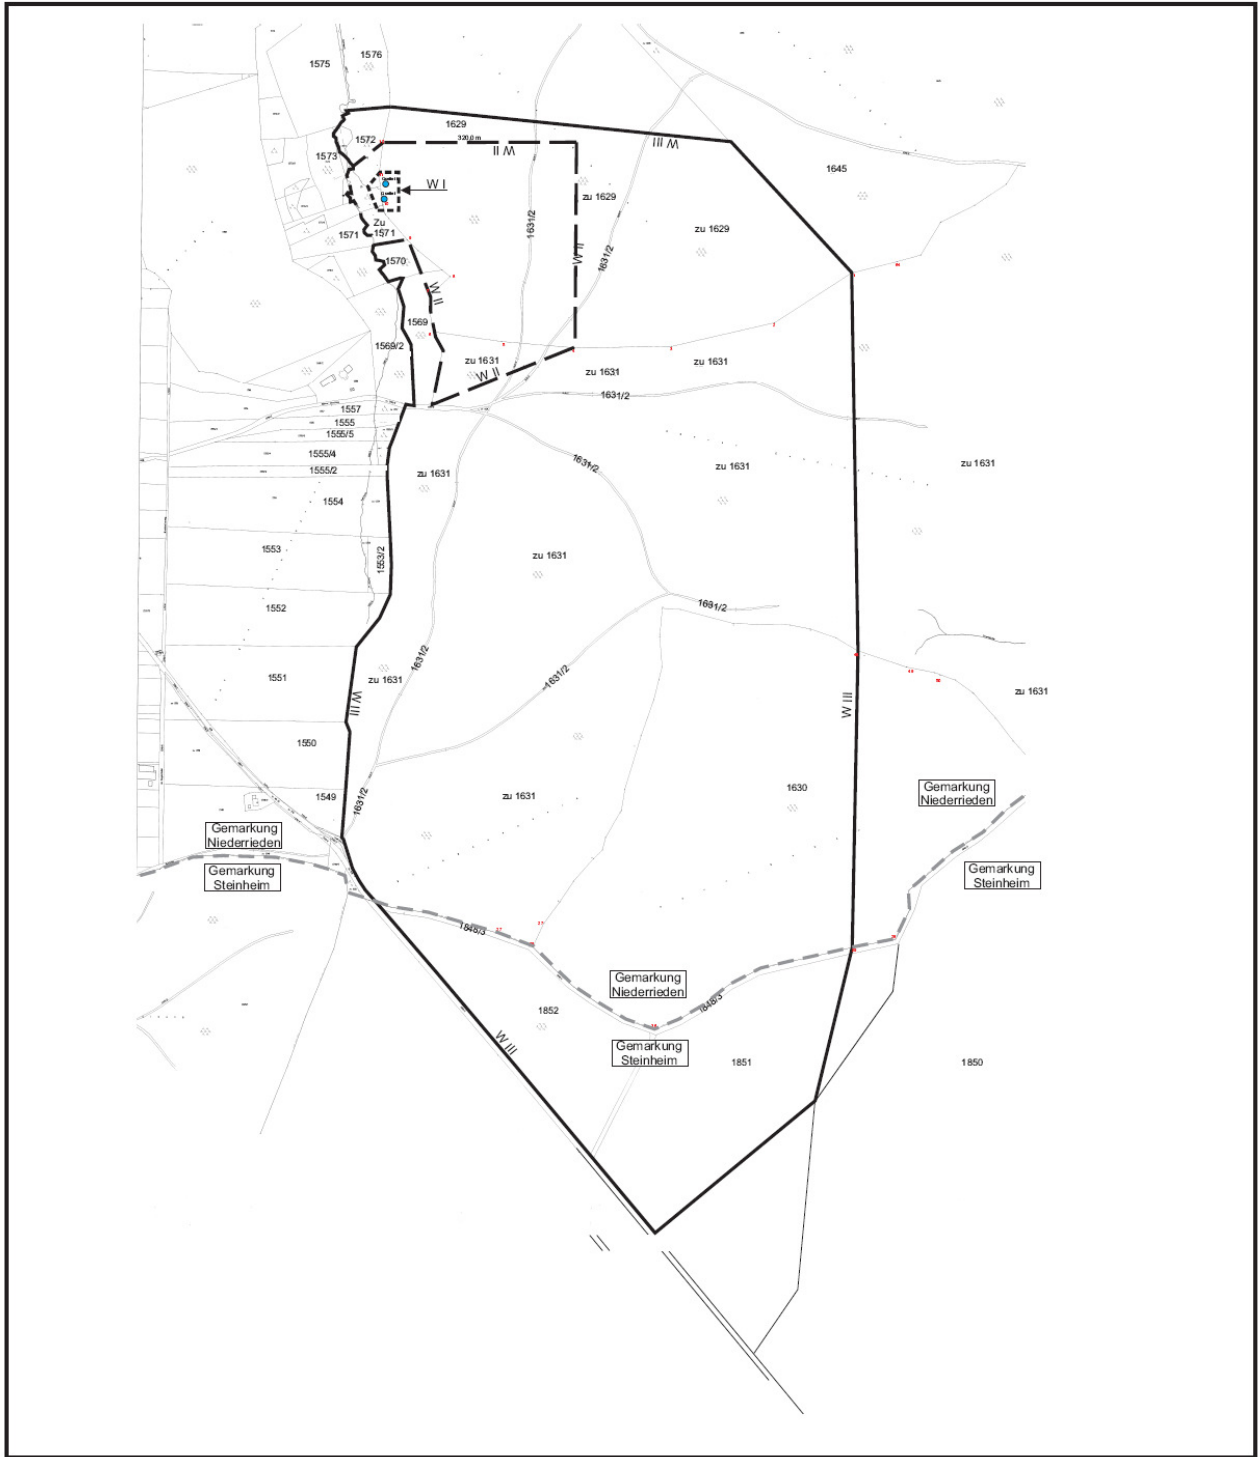 1576
1575
1629
1572
320,0 m
W II
W III
1573
1645
W I
zu 1629
Zu
1571
1571
1631/2
zu 1629
1570
W II
1631/2
W II
1569
1569/2
zu 1631
W II
zu 1631
zu 1631
1631/2
1557
1555
1555/5
1555/4
1555/2
zu 1631
1631/2
zu 1631
zu 1631
1554
1553
1553/2
zu 1631
1552
1631/2
1551
1631/2
zu 1631
1631/2
zu 1631
W III
W III
1550
1630
1549
1631/2
zu 1631
Gemarkung
Niederrieden
Gemarkung
Niederrieden
Gemarkung
Steinheim
Gemarkung
Steinheim
1848/3
Gemarkung
Niederrieden
1852
1848/3
W III
Gemarkung
Steinheim
1851
1850